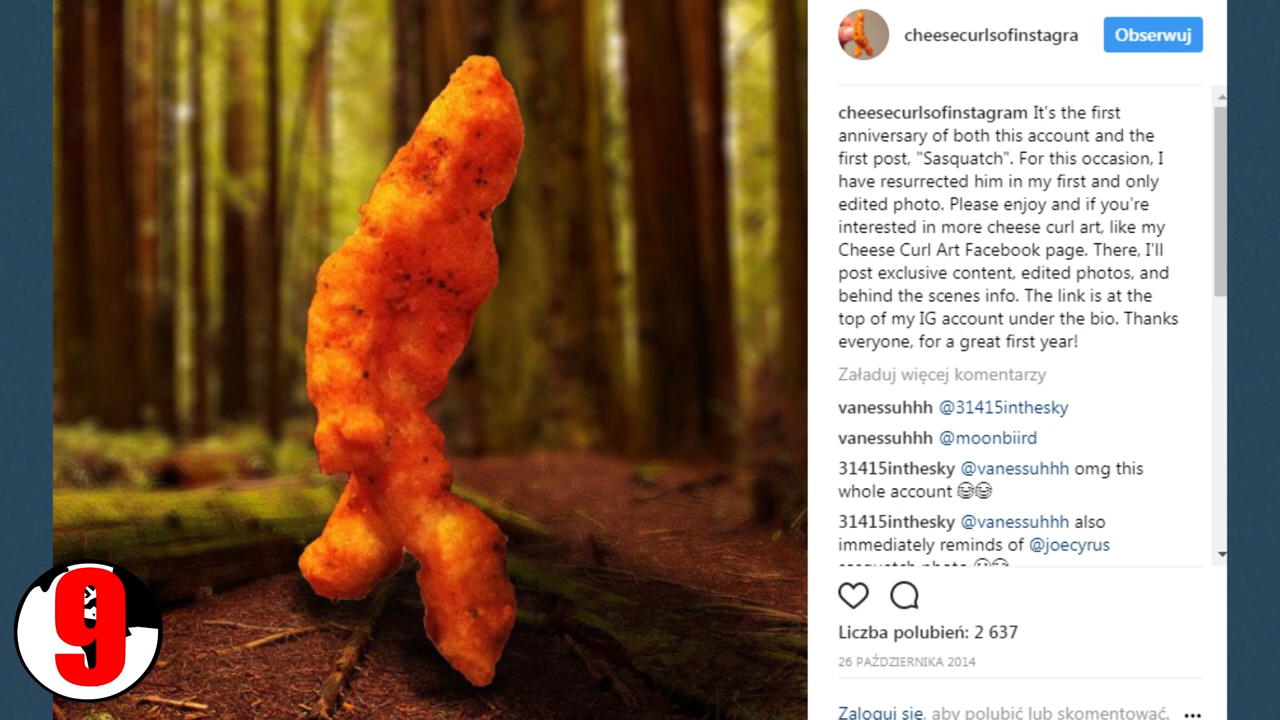 cheesecurlsofinstagra
Obserwuj
cheesecurlsofinstagram It's the first
anniversary of both this account and the
first post, "Sasquatch". For this occasion, I
have resurrected him in my first and only
edited photo. Please enjoy and if you're
interested in more cheese curl art, like my
Cheese Curl Art Facebook page. There, I'll
post exclusive content, edited photos, and
behind the scenes info. The link is at the
top of my IG account under the bio. Thanks
everyone, for a great first year!
Załaduj więcej komentarzy
vanessuhhh @31415inthesky
vanessuhhh @moonbiird
31415inthesky @vanessuhhh omg this
whole account 😂😂
31415inthesky @vanessuhhh also
immediately reminds of @joecyrus
sasquatch photo
Liczba polubień: 2 637
26 PAŹDZIERNIKA 2014
Zaloguj się, aby polubić lub skomentować.
9